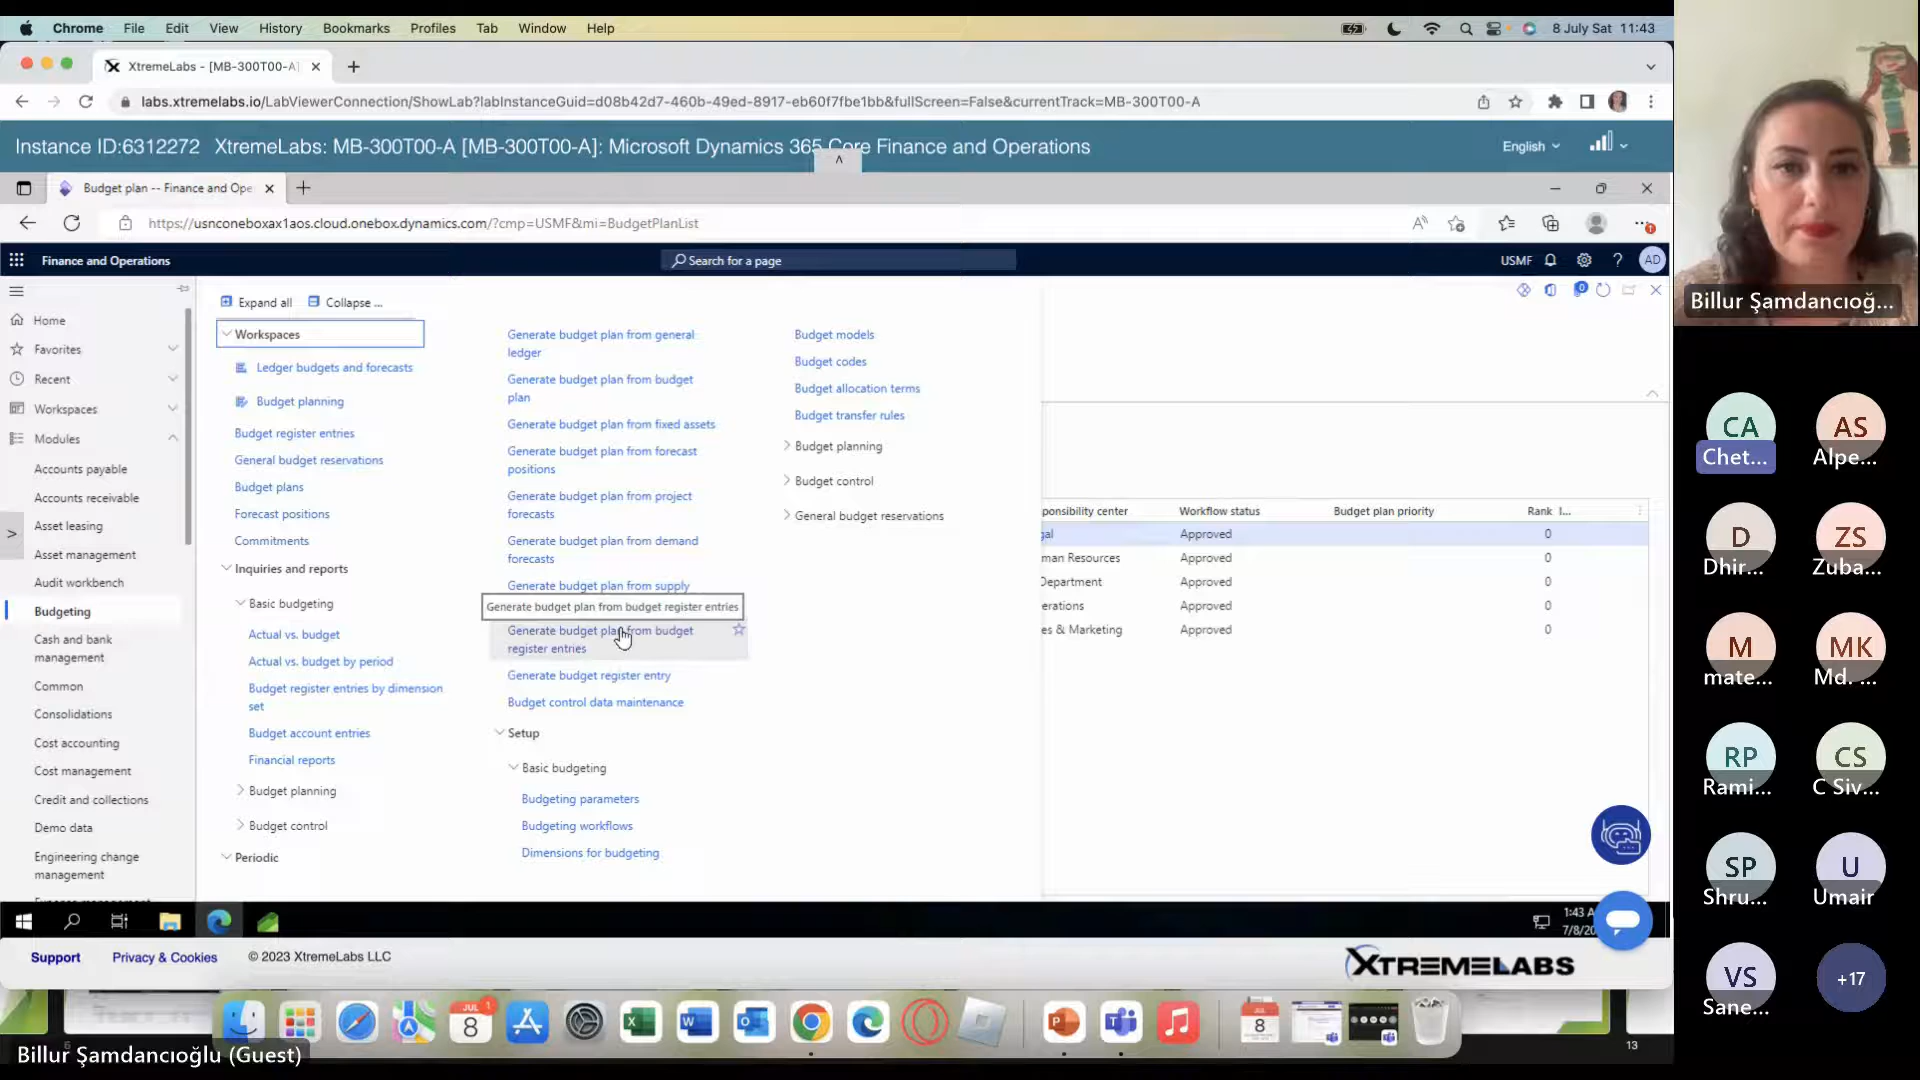 Chrome File Edit View History Bookmarks Profiles Tab Window Help
8 July Sat 11:43
XtremeLabs - [MB-300T00-A]
labs.xtremelabs.io/LabViewerConnection/ShowLab?labInstanceGuid=d08b42d7-460b-49ed-8917-eb60f7fbe1bb&fullScreen=False&currentTrack=MB-300T00-A
Instance ID:6312272 XtremeLabs: MB-300T00-A [MB-300T00-A]: Microsoft Dynamics 365 Core Finance and Operations
English
Budget plan -- Finance and Ope
https://usnconeboxax1aos.cloud.onebox.dynamics.com/?cmp=USMF&mi=BudgetPlanList
Finance and Operations
Search for a page
USMF
AD
Home
Favorites
Recent
Workspaces
Modules
Accounts payable
Accounts receivable
Asset leasing
Asset management
Audit workbench
Budgeting
Cash and bank
management
Common
Consolidations
Cost accounting
Cost management
Credit and collections
Demo data
Engineering change
management
Expand all
Collapse ...
Workspaces
Ledger budgets and forecasts
Budget planning
Budget register entries
General budget reservations
Budget plans
Forecast positions
Commitments
Inquiries and reports
Basic budgeting
Actual vs. budget
Actual vs. budget by period
Budget register entries by dimension
set
Budget account entries
Financial reports
Budget planning
Budget control
Periodic
Generate budget plan from general
ledger
Generate budget plan from budget
plan
Generate budget plan from fixed assets
Generate budget plan from forecast
positions
Generate budget plan from project
forecasts
Generate budget plan from demand
forecasts
Generate budget plan from supply
Generate budget plan from budget register entries
Generate budget plan from budget
register entries
Generate budget register entry
Budget control data maintenance
Setup
Basic budgeting
Budgeting parameters
Budgeting workflows
Dimensions for budgeting
Budget models
Budget codes
Budget allocation terms
Budget transfer rules
Budget planning
Budget control
General budget reservations
ponsibility center Workflow status Budget plan priority Rank I...
gal Approved 0
man Resources Approved 0
Department Approved 0
erations Approved 0
es & Marketing Approved 0
1:43 A
7/8/20
Support Privacy & Cookies © 2023 XtremeLabs LLC
XTREMELABS
JUL
8
1
JUL
8
13
Billur Şamdancıoğlu (Guest)
Billur Şamdancıoğ...
CA
Chet...
AS
Alpe...
D
Dhir...
ZS
Zuba...
M
mate...
MK
Md. ...
RP
Rami...
CS
C Siv...
SP
Shru...
U
Umair
VS
Sane...
+17